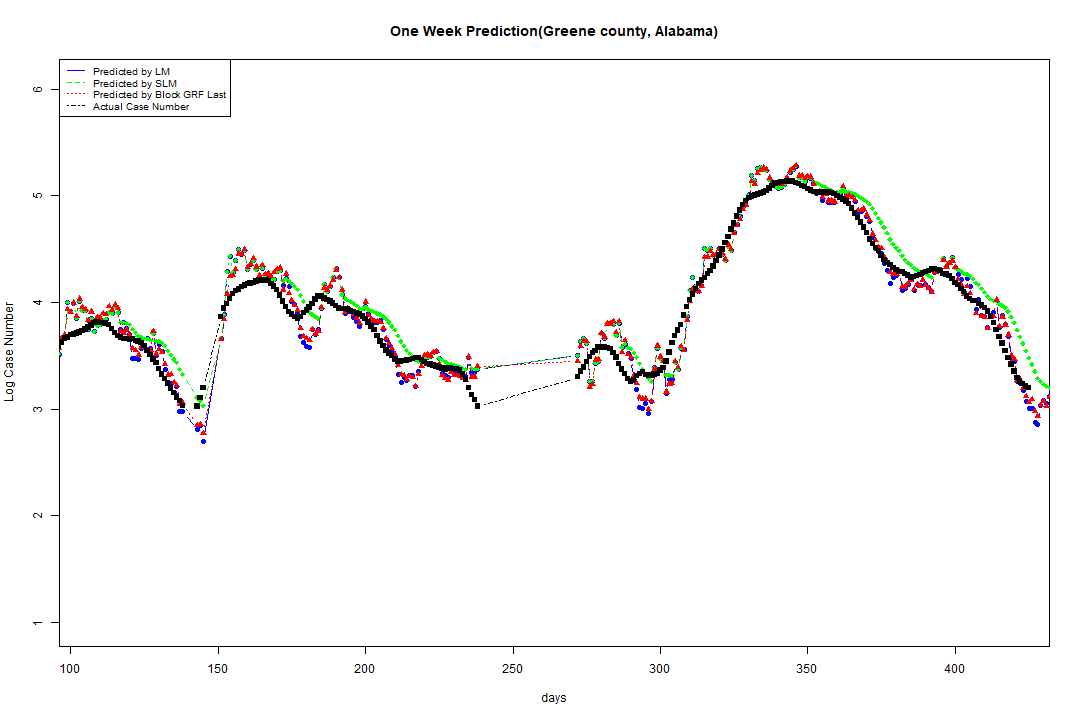 One Week Prediction(Greene county, Alabama)
Predicted by LM
Predicted by SLM
Predicted by Block GRF Last
Actual Case Number
Log Case Number
6
5
4
3
2
1
100 150 200 250 300 350 400
days